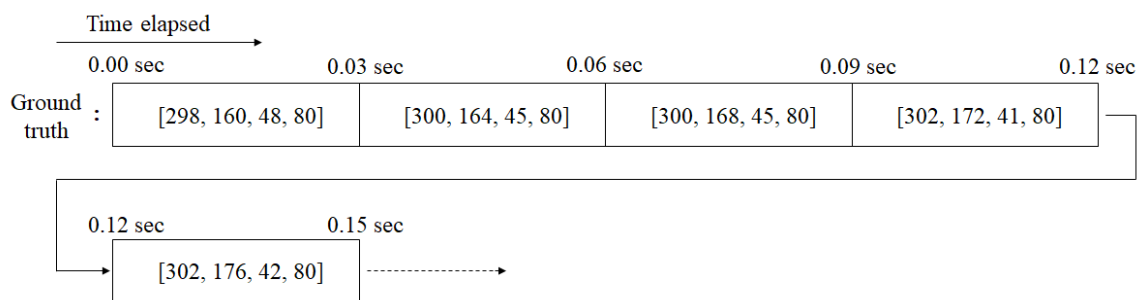 Time elapsed
0.00 sec 0.03 sec 0.06 sec 0.09 sec 0.12 sec
Ground truth :
[298, 160, 48, 80] [300, 164, 45, 80] [300, 168, 45, 80] [302, 172, 41, 80]
0.12 sec 0.15 sec
[302, 176, 42, 80]